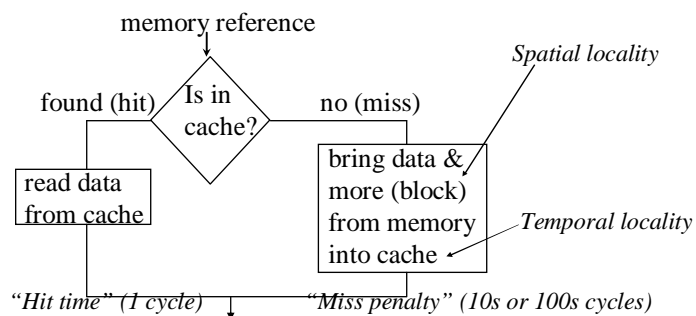 memory reference
Spatial locality
found (hit)
Is in
cache?
no (miss)
read data
from cache
bring data &
more (block)
from memory
into cache
Temporal locality
“Hit time” (1 cycle)
“Miss penalty” (10s or 100s cycles)